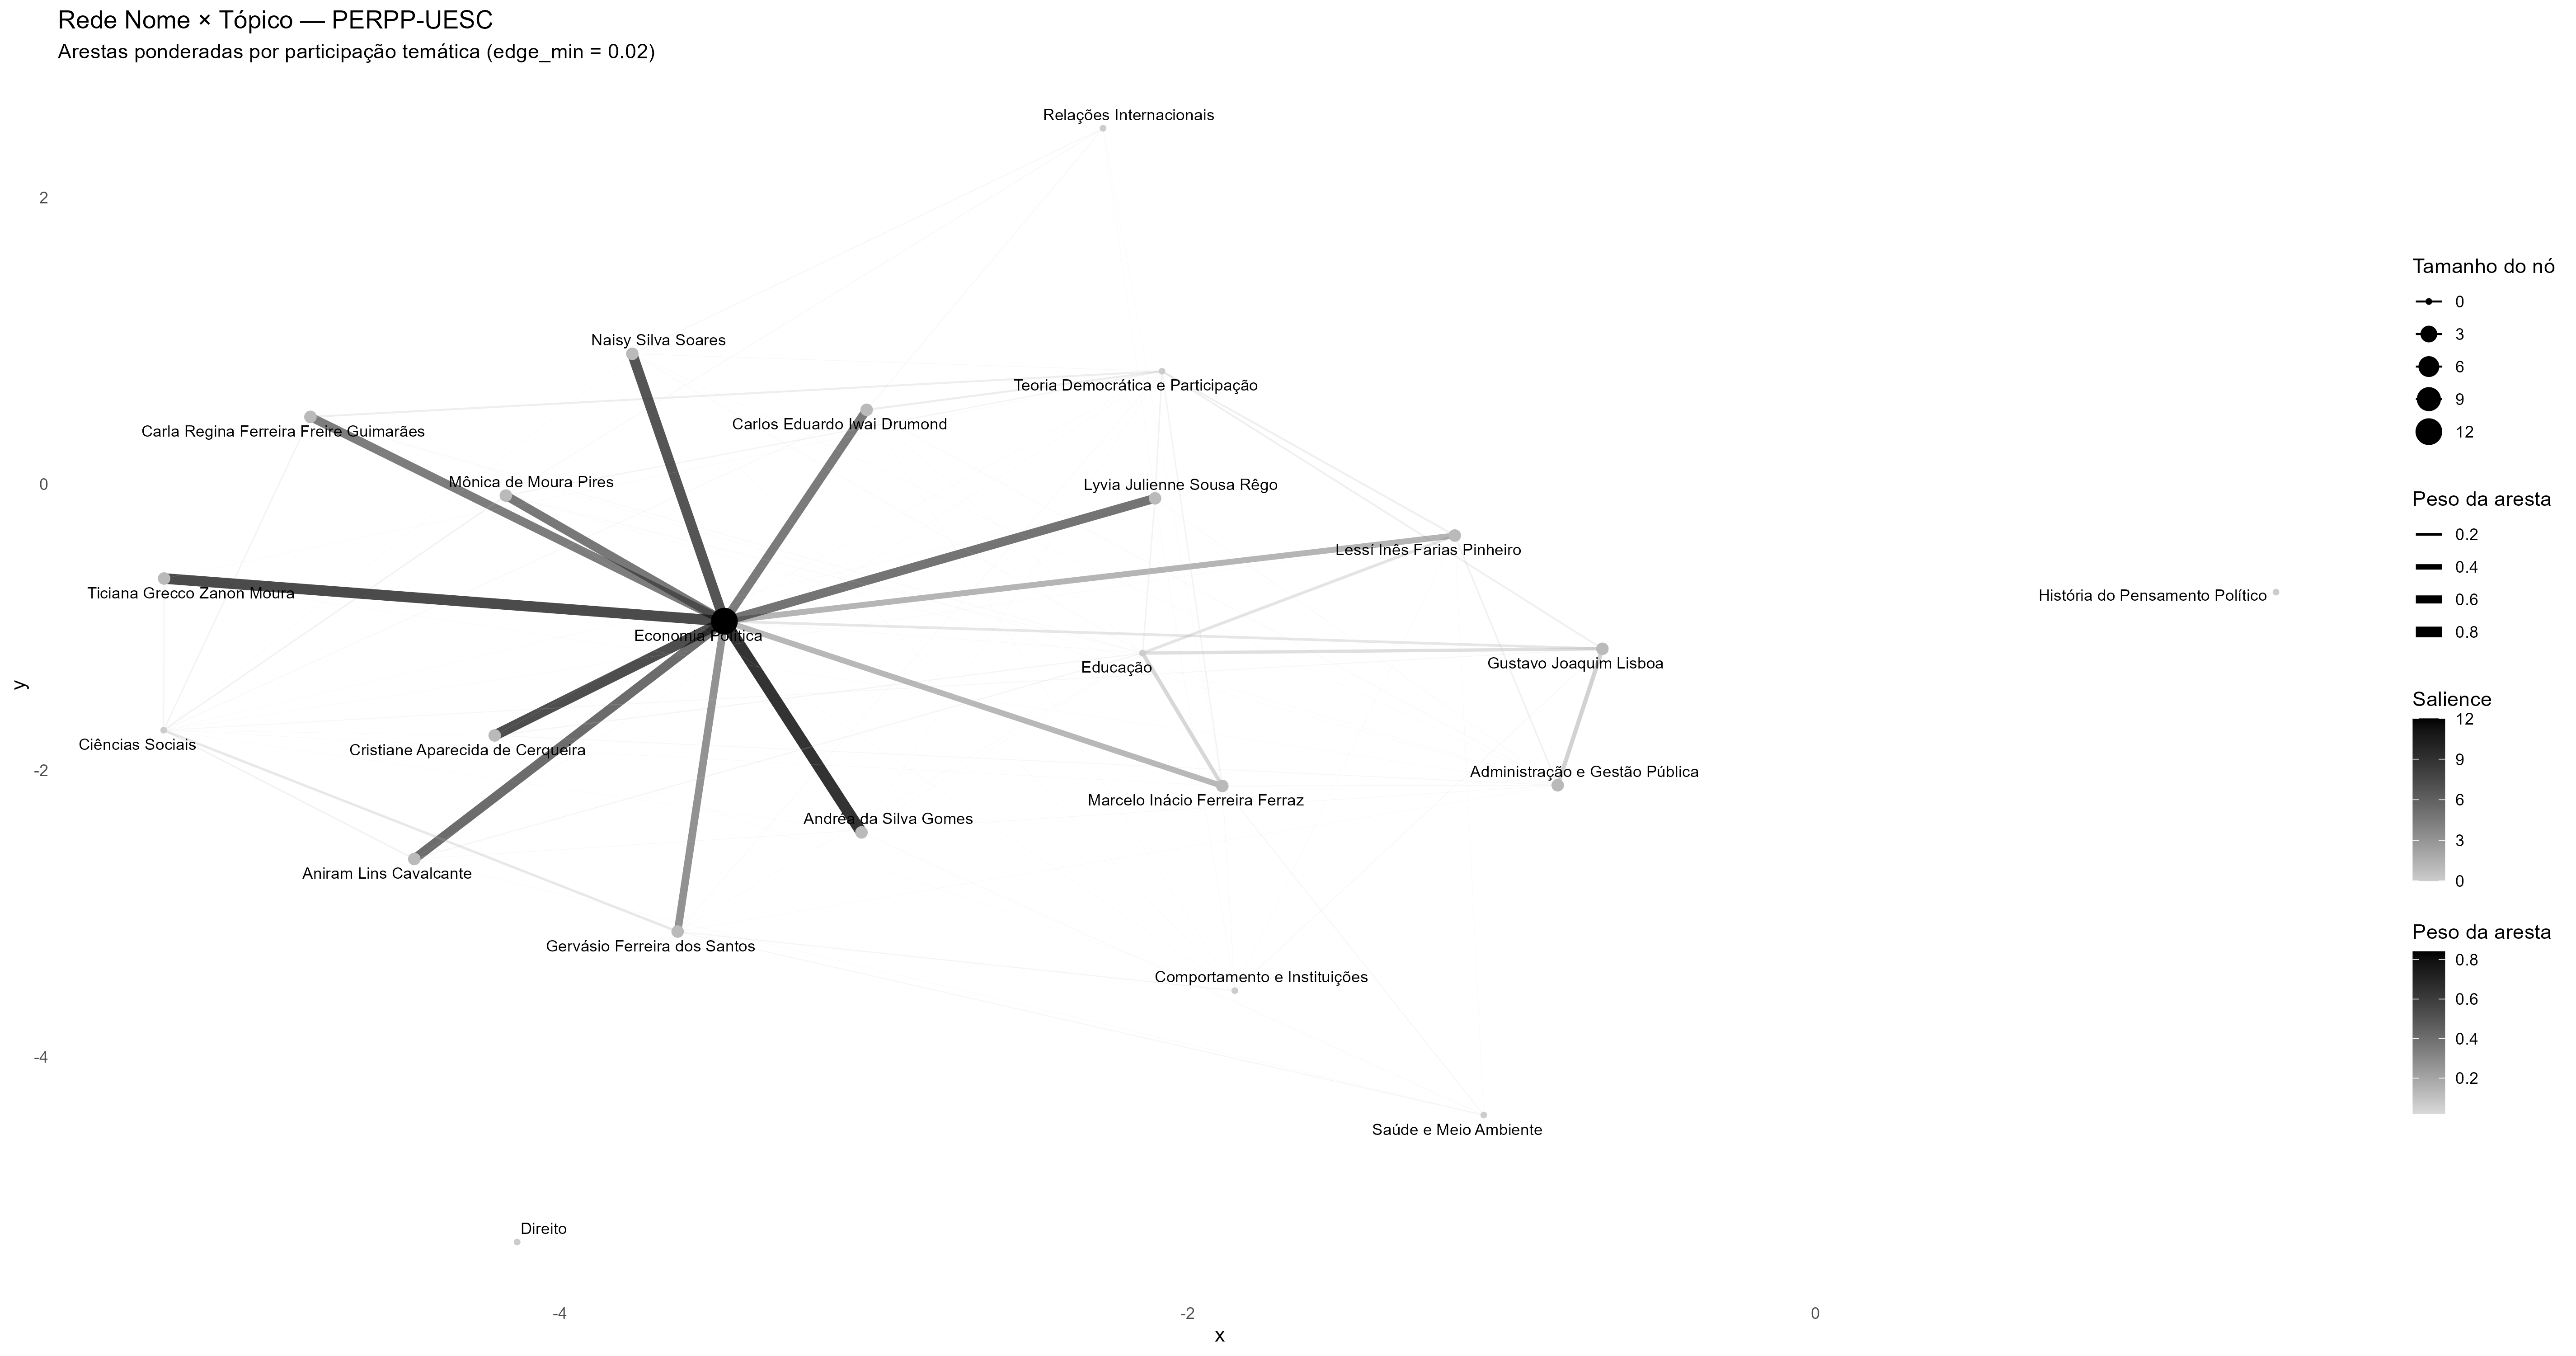 Rede Nome × Tópico — PERPP-UESC
Arestas ponderadas por participação temática (edge_min = 0.02)
Relações Internacionais
Naisy Silva Soares
Teoria Democrática e Participação
Carlos Eduardo Iwai Drumond
Carla Regina Ferreira Freire Guimarães
Mônica de Moura Pires
Lyvia Julienne Sousa Rêgo
Lessí Inês Farias Pinheiro
Ticiana Grecco Zanon Moura
História do Pensamento Político
Economia Política
Educação
Gustavo Joaquim Lisboa
Ciências Sociais
Cristiane Aparecida de Cerqueira
Administração e Gestão Pública
Marcelo Inácio Ferreira Ferraz
Andréa da Silva Gomes
Aniram Lins Cavalcante
Gervásio Ferreira dos Santos
Comportamento e Instituições
Saúde e Meio Ambiente
Direito
2
0
-2
-4
y
-4
-2
0
x
Tamanho do nó
0
3
6
9
12
Peso da aresta
0.2
0.4
0.6
0.8
Salience
12
9
6
3
0
Peso da aresta
0.8
0.6
0.4
0.2